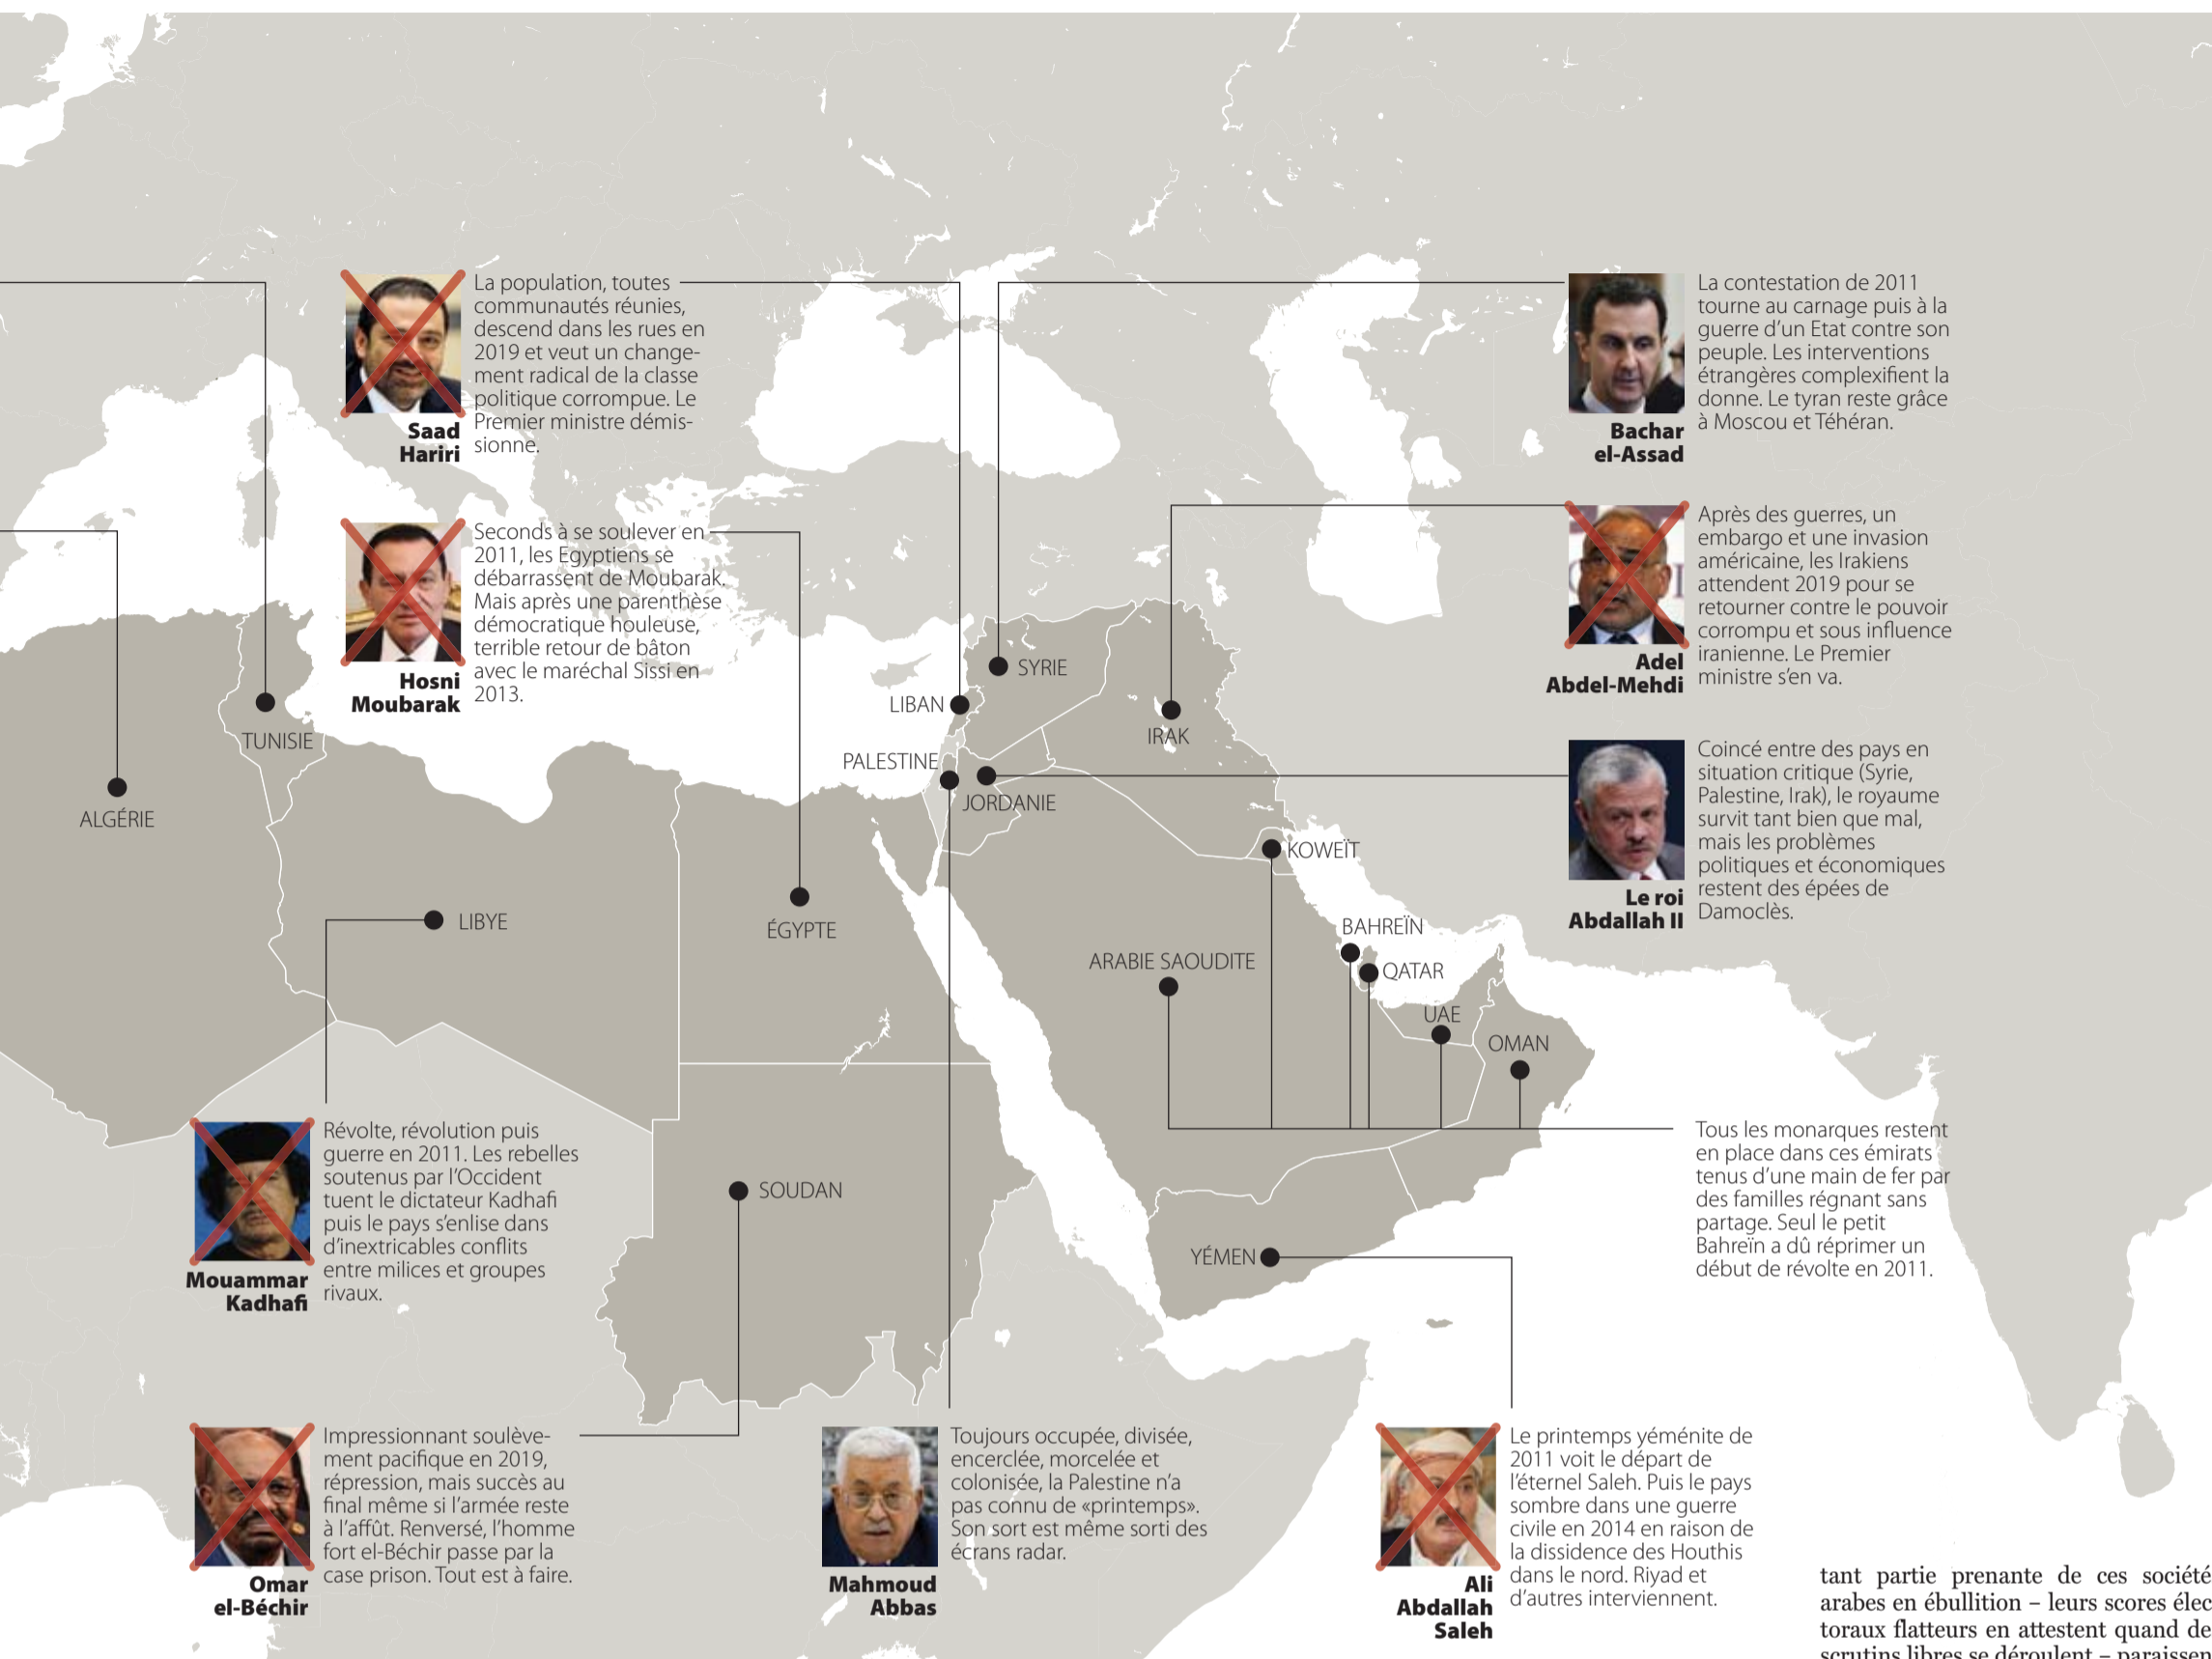 La population, toutes
communautés réunies,
descend dans les rues en
2019 et veut un change-
ment radical de la classe
politique corrompue. Le
Premier ministre démis-
sionne.
Saad
Hariri
La contestation de 2011
tourne au carnage puis à la
guerre d'un Etat contre son
peuple. Les interventions
étrangères complexifient la
donne. Le tyran reste grâce
à Moscou et Téhéran.
Bachar
el-Assad
Seconds à se soulever en
2011, les Egyptiens se
débarrassent de Moubarak.
Mais après une parenthèse
démocratique houleuse,
terrible retour de bâton
avec le maréchal Sissi en
2013.
Hosni
Moubarak
Après des guerres, un
embargo et une invasion
américaine, les Irakiens
attendent 2019 pour se
retourner contre le pouvoir
corrompu et sous influence
iranienne. Le Premier
ministre s'en va.
Adel
Abdel-Mehdi
SYRIE
LIBAN
TUNISIE
IRAK
PALESTINE
JORDANIE
ALGÉRIE
KOWEÏT
LIBYE
ÉGYPTE
BAHREÏN
ARABIE SAOUDITE
QATAR
UAE
OMAN
Coincé entre des pays en
situation critique (Syrie,
Palestine, Irak), le royaume
survit tant bien que mal,
mais les problèmes
politiques et économiques
restent des épées de
Damoclès.
Le roi
Abdallah II
Révolte, révolution puis
guerre en 2011. Les rebelles
soutenus par l'Occident
tuent le dictateur Kadhafi
puis le pays s'enlise dans
d'inextricables conflits
entre milices et groupes
rivaux.
Mouammar
Kadhafi
SOUDAN
YÉMEN
Tous les monarques restent
en place dans ces émirats
tenus d'une main de fer par
des familles régnant sans
partage. Seul le petit
Bahreïn a dû réprimer un
début de révolte en 2011.
Impressionnant soulève-
ment pacifique en 2019,
répression, mais succès au
final même si l'armée reste
à l'affût. Renversé, l'homme
fort el-Béchir passe par la
case prison. Tout est à faire.
Omar
el-Béchir
Toujours occupée, divisée,
encerclée, morcelée et
colonisée, la Palestine n'a
pas connu de «printemps».
Son sort est même sorti des
écrans radar.
Mahmoud
Abbas
Le printemps yéménite de
2011 voit le départ de
l'éternel Saleh. Puis le pays
sombre dans une guerre
civile en 2014 en raison de
la dissidence des Houthis
dans le nord. Riyad et
d'autres interviennent.
Ali
Abdallah
Saleh
tant partie prenante de ces société
arabes en ébullition – leurs scores élec
toraux flatteurs en attestent quand de
scrutins libres se déroulent – paraissen